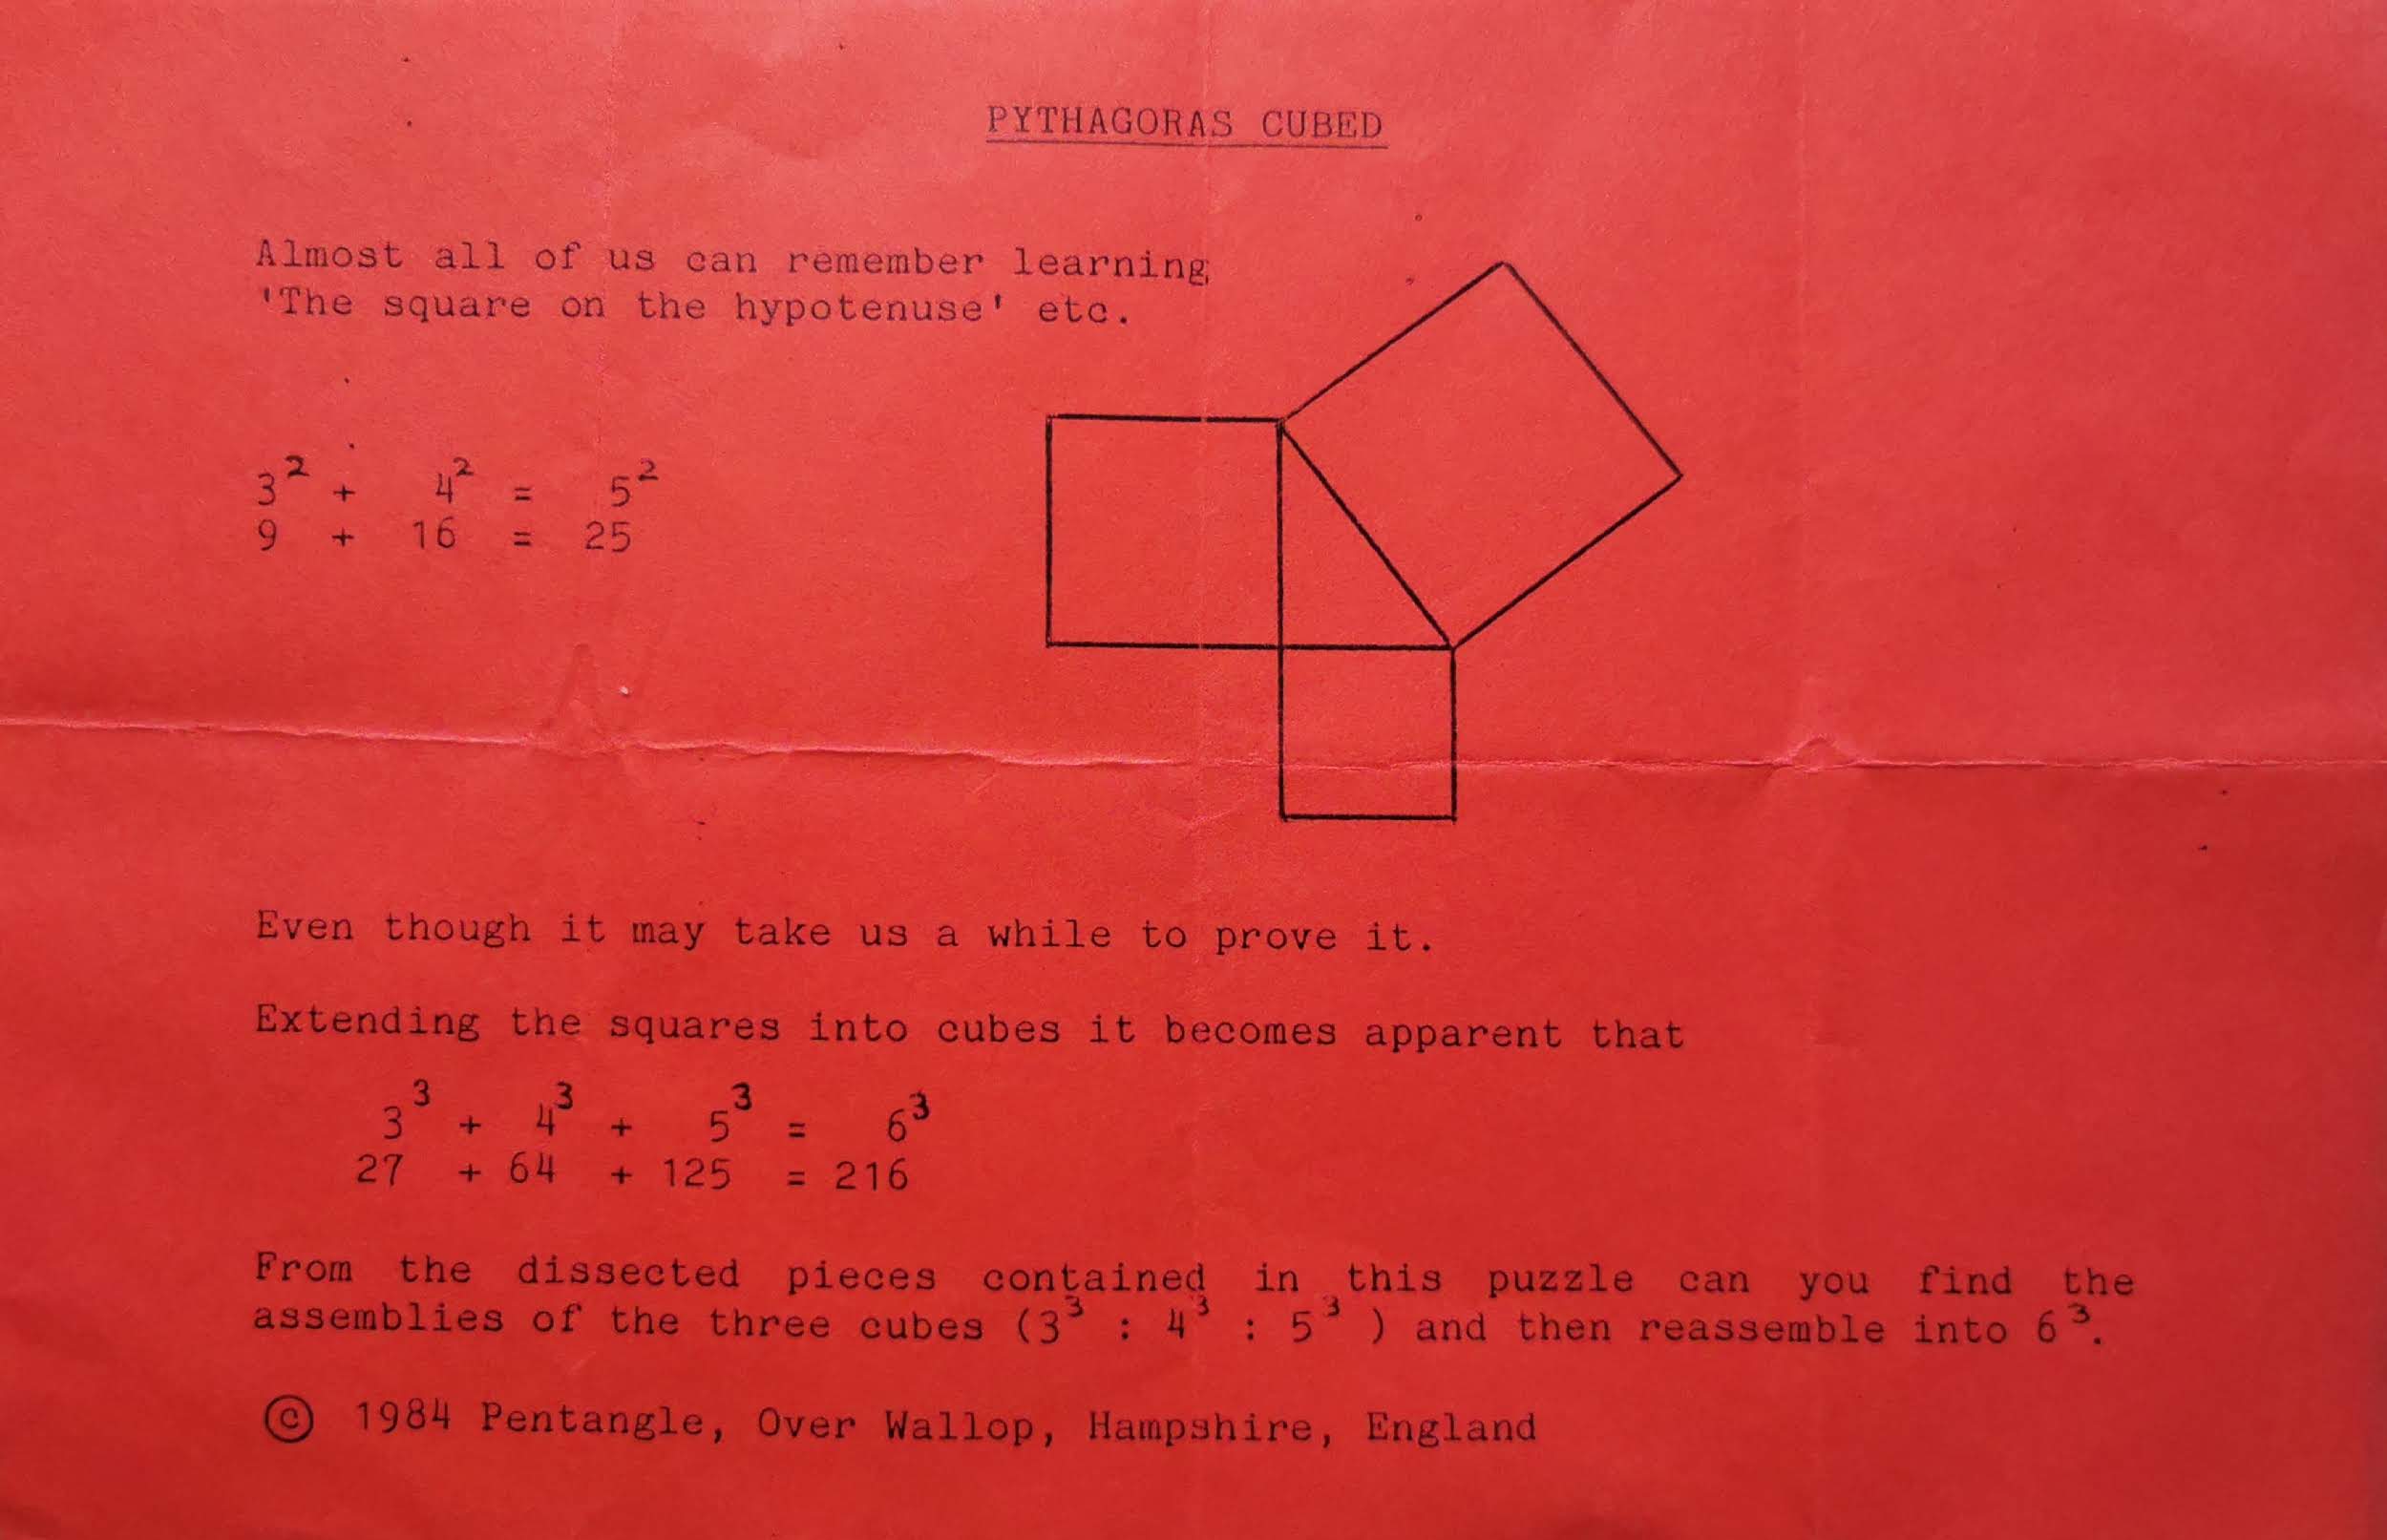 PYTHAGORAS CUBED
Almost all of us can remember learning
'The square on the hypotenuse' etc.
3² + 4² = 5²
9 + 16 = 25
Even though it may take us a while to prove it.
Extending the squares into cubes it becomes apparent that
3³ + 4³ + 5³ = 6³
27 + 64 + 125 = 216
From the dissected pieces contained in this puzzle can you find the
assemblies of the three cubes (3³ : 4³ : 5³ ) and then reassemble into 6³.
© 1984 Pentangle, Over Wallop, Hampshire, England